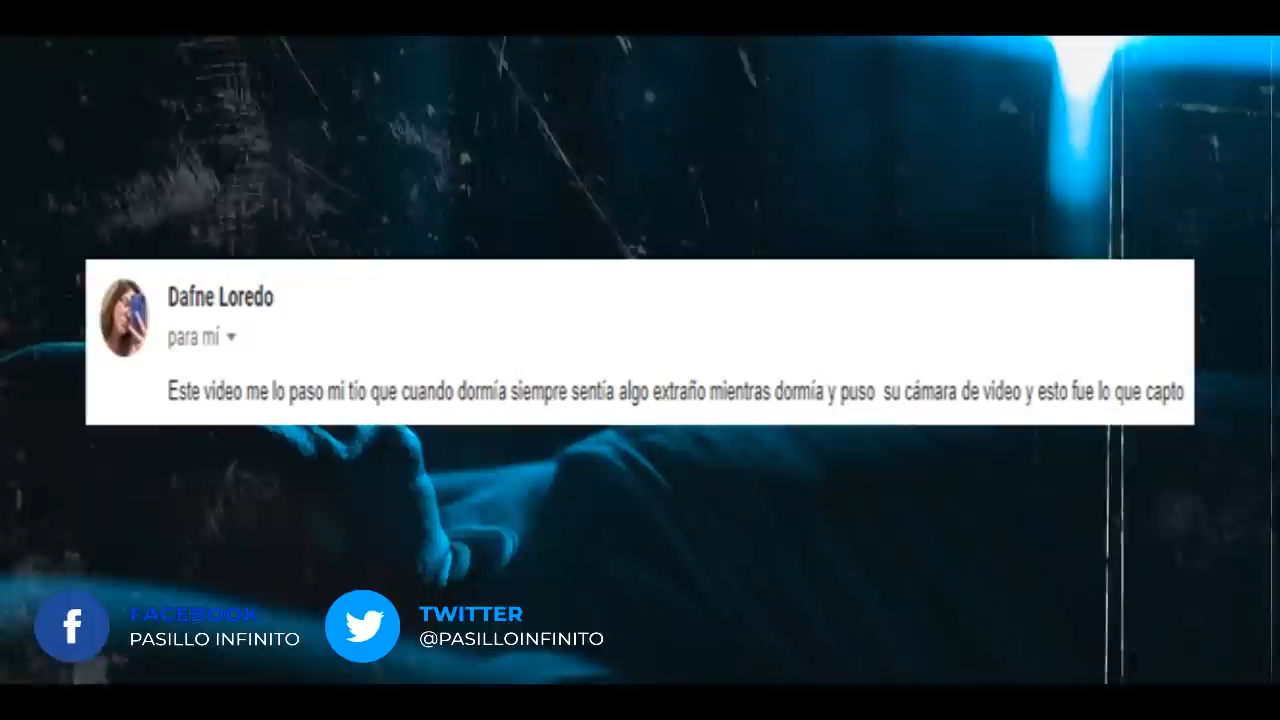 Dafne Loredo
para mí
Este video me lo paso mi tío que cuando dormía siempre sentía algo extraño mientras dormía y puso su cámara de video y esto fue lo que capto
FACEBOOK
PASILLO INFINITO
TWITTER
@PASILLOINFINITO